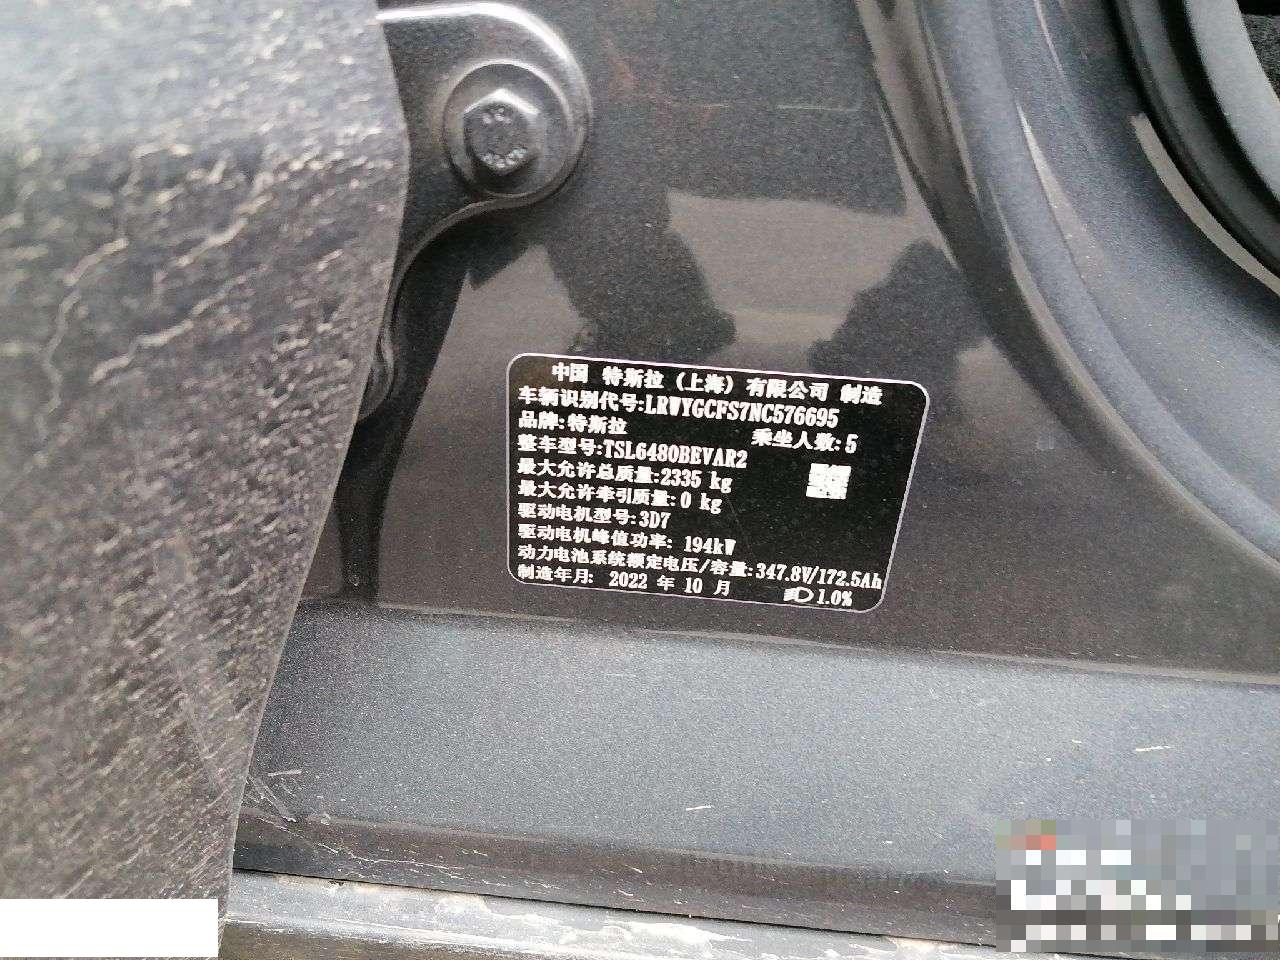 中国 特斯拉（上海）有限公司 制造
车辆识别代号:LRWYGCFS7NC576695
品牌:特斯拉 乘坐人数:5
整车型号:TSL6480BEVAR2
最大允许总质量:2335 kg
最大允许牵引质量:0 kg
驱动电机型号:3D7
驱动电机峰值功率: 194kW
动力电池系统额定电压/容量:347.8V/172.5Ah
制造年月: 2022 年 10 月 1.0%